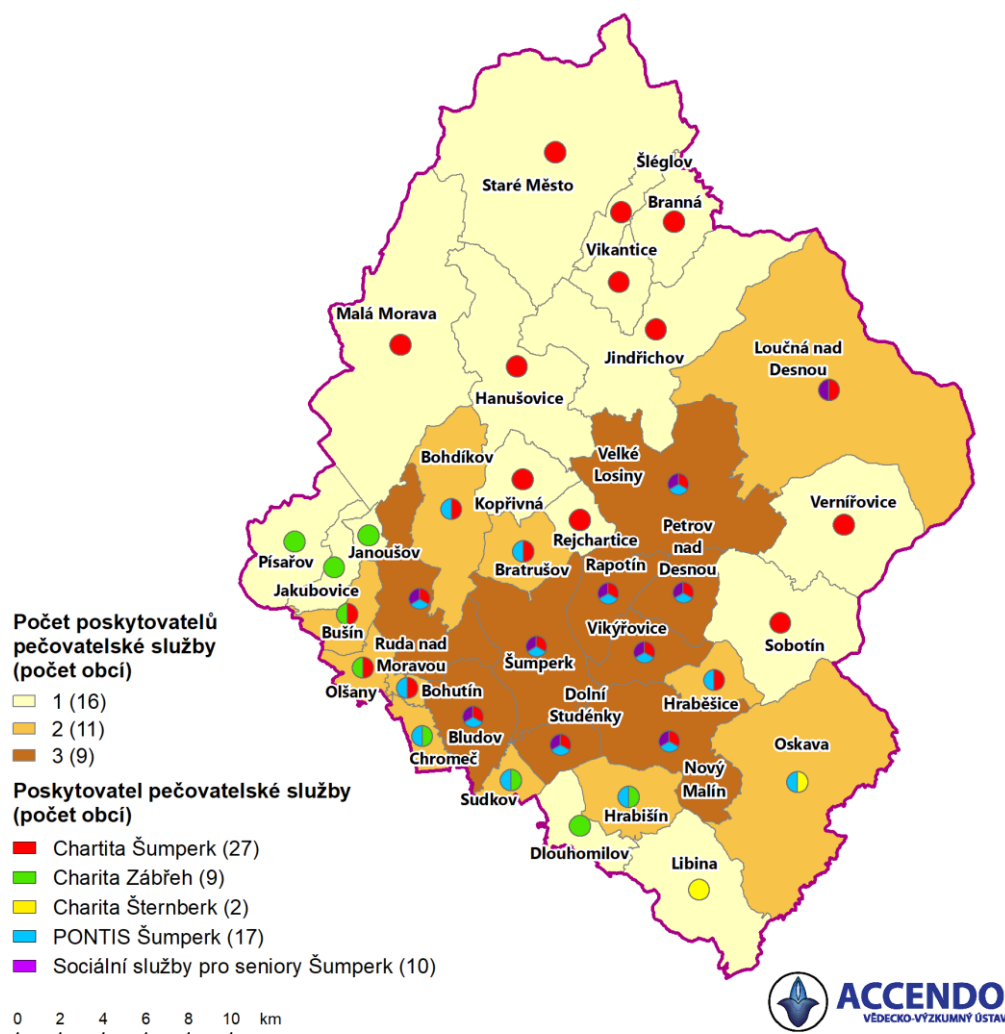 Šléglov
Staré Město
Branná
Vikantice
Malá Morava
Jindřichov
Loučná nad
Desnou
Hanušovice
Bohdíkov
Velké
Losiny
Kopřivná
Vernířovice
Rejchartice
Petrov
nad
Desnou
Janoušov
Písařov
Bratrušov
Rapotín
Jakubovice
Bušín
Vikýřovice
Ruda nad
Moravou
Šumperk
Sobotín
Olšany
Bohutín
Dolní
Studénky
Hraběšice
Bludov
Chromeč
Oskava
Nový
Malín
Sudkov
Hrabišín
Dlouhomilov
Libina
Počet poskytovatelů
pečovatelské služby
(počet obcí)
1 (16)
2 (11)
3 (9)
Poskytovatel pečovatelské služby
(počet obcí)
Chartita Šumperk (27)
Charita Zábřeh (9)
Charita Šternberk (2)
PONTIS Šumperk (17)
Sociální služby pro seniory Šumperk (10)
0 2 4 6 8 10 km
ACCENDO
VĚDECKO-VÝZKUMNÝ ÚSTAV